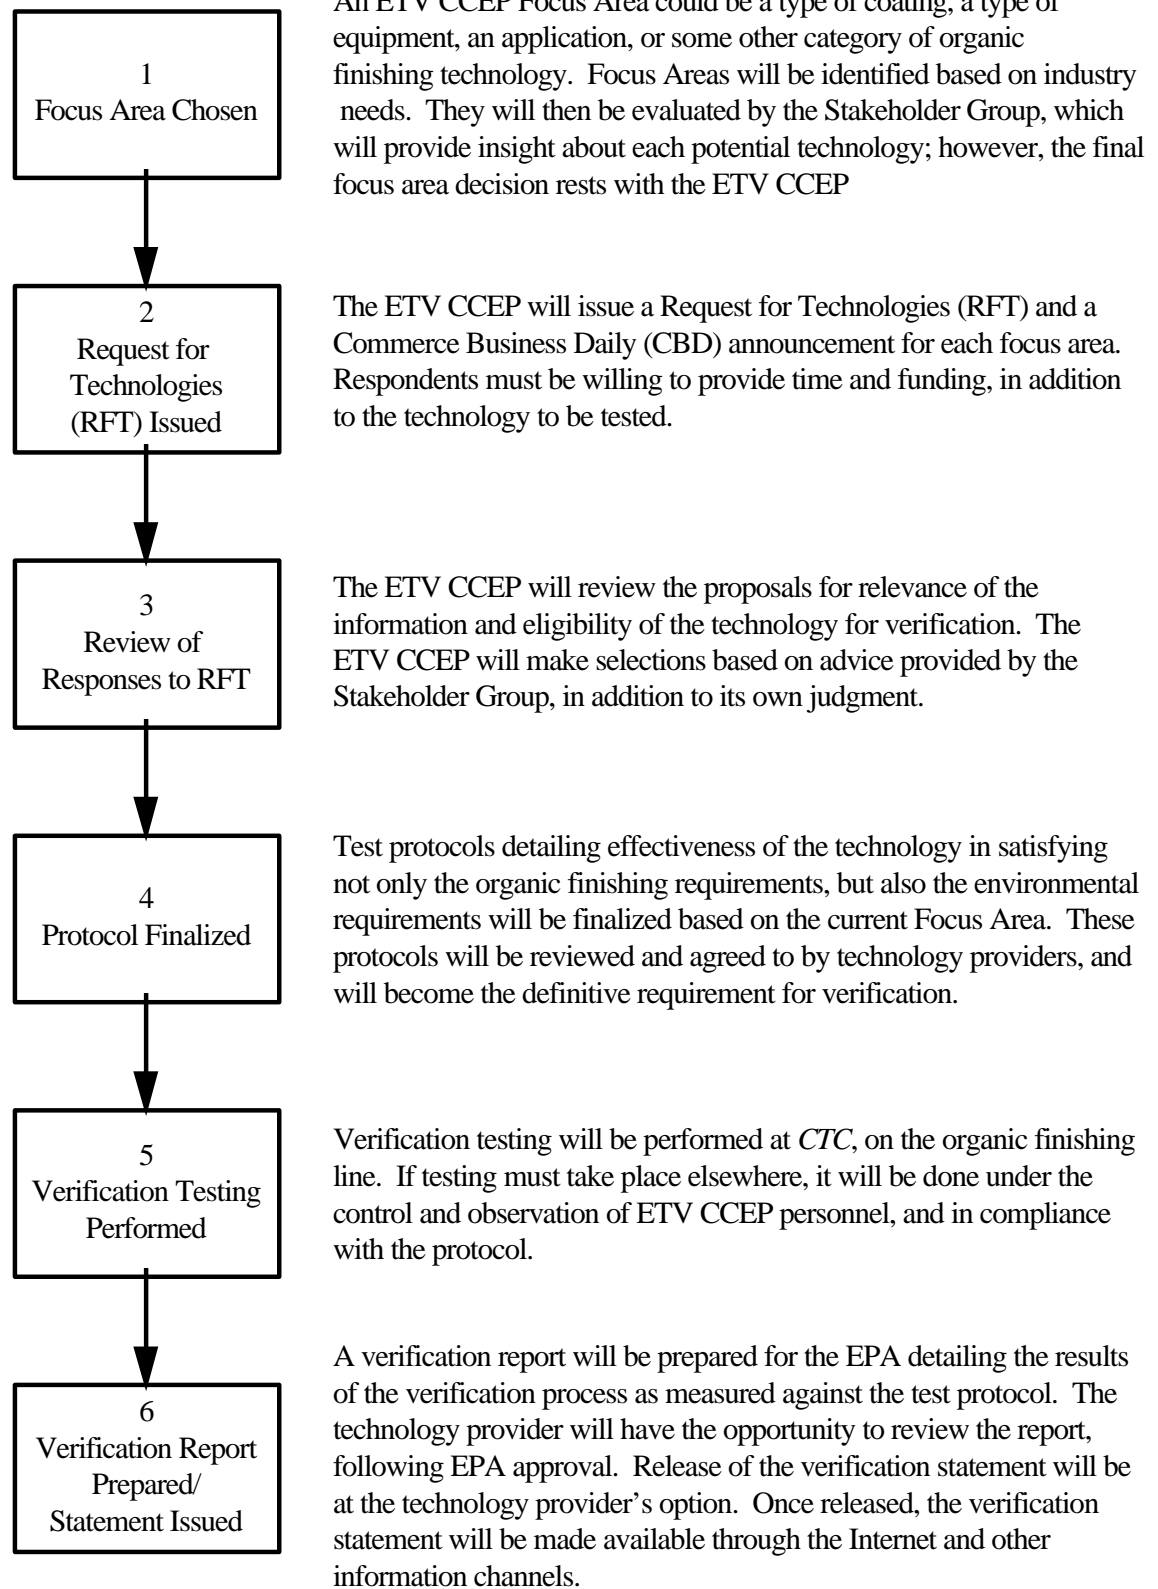 An ETV CCEP Focus Area could be a type of coating, a type of
equipment, an application, or some other category of organic
finishing technology. Focus Areas will be identified based on industry
needs. They will then be evaluated by the Stakeholder Group, which
will provide insight about each potential technology; however, the final
focus area decision rests with the ETV CCEP
1
Focus Area Chosen
2
Request for
Technologies
(RFT) Issued
The ETV CCEP will issue a Request for Technologies (RFT) and a
Commerce Business Daily (CBD) announcement for each focus area.
Respondents must be willing to provide time and funding, in addition
to the technology to be tested.
3
Review of
Responses to RFT
The ETV CCEP will review the proposals for relevance of the
information and eligibility of the technology for verification. The
ETV CCEP will make selections based on advice provided by the
Stakeholder Group, in addition to its own judgment.
4
Protocol Finalized
Test protocols detailing effectiveness of the technology in satisfying
not only the organic finishing requirements, but also the environmental
requirements will be finalized based on the current Focus Area. These
protocols will be reviewed and agreed to by technology providers, and
will become the definitive requirement for verification.
5
Verification Testing
Performed
Verification testing will be performed at CTC, on the organic finishing
line. If testing must take place elsewhere, it will be done under the
control and observation of ETV CCEP personnel, and in compliance
with the protocol.
6
Verification Report
Prepared/
Statement Issued
A verification report will be prepared for the EPA detailing the results
of the verification process as measured against the test protocol. The
technology provider will have the opportunity to review the report,
following EPA approval. Release of the verification statement will be
at the technology provider's option. Once released, the verification
statement will be made available through the Internet and other
information channels.